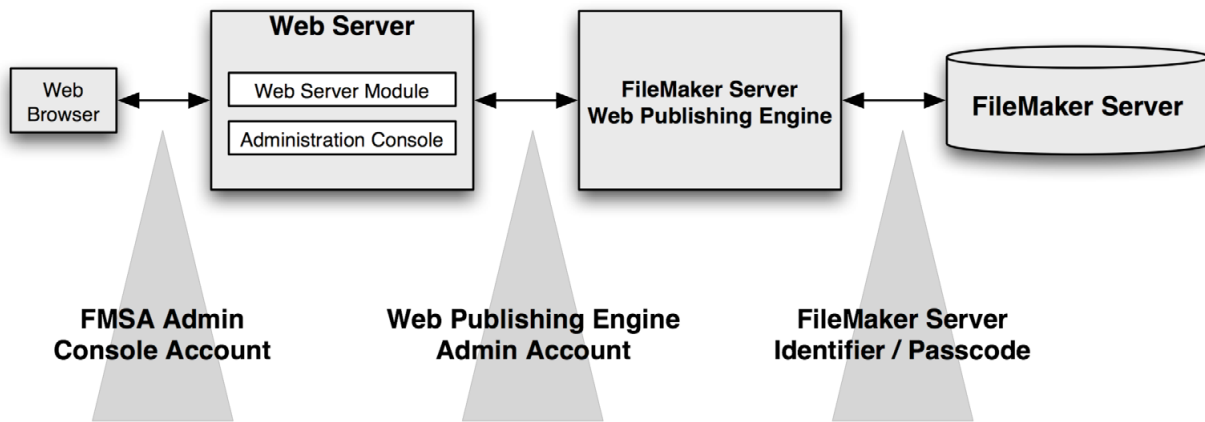 Web
Browser
Web Server
Web Server Module
Administration Console
FileMaker Server
Web Publishing Engine
FileMaker Server
FMSA Admin
Console Account
Web Publishing Engine
Admin Account
FileMaker Server
Identifier / Passcode